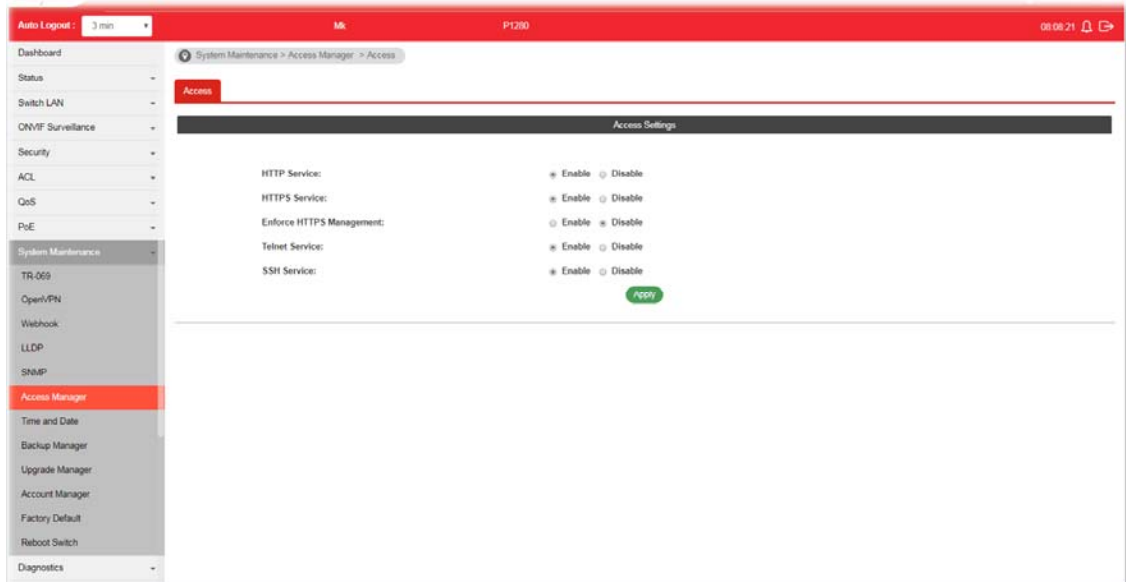 Auto Logout : 3 min Mk P1280 08:08:21
Dashboard
Status
Switch LAN
ONVIF Surveillance
Security
ACL
QoS
PoE
System Maintenance
TR-069
OpenVPN
Webhook
LLDP
SNMP
Access Manager
Time and Date
Backup Manager
Upgrade Manager
Account Manager
Factory Default
Reboot Switch
Diagnostics
System Maintenance > Access Manager > Access
Access
Access Settings
HTTP Service: Enable Disable
HTTPS Service: Enable Disable
Enforce HTTPS Management: Enable Disable
Telnet Service: Enable Disable
SSH Service: Enable Disable
Apply